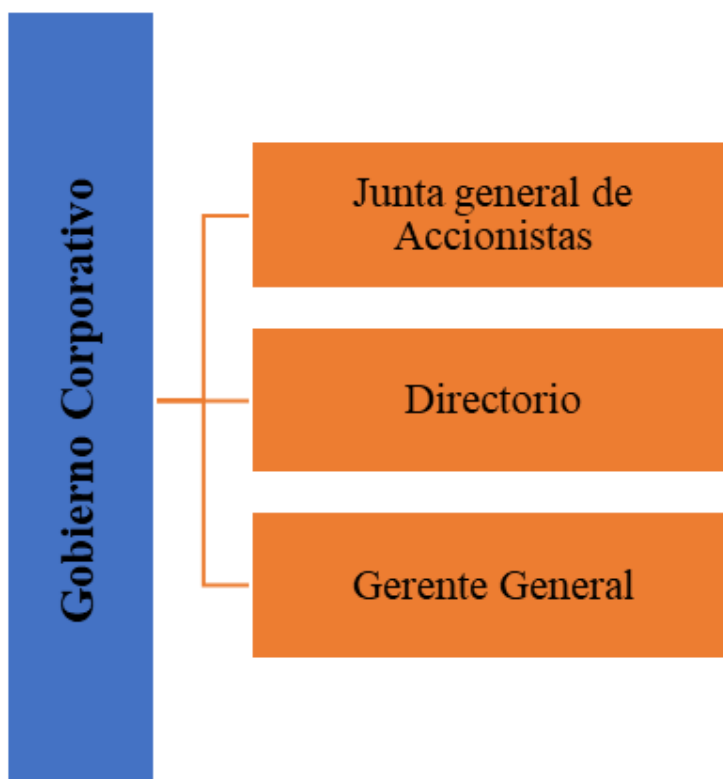 Gobierno Corporativo
Junta general de
Accionistas
Directorio
Gerente General